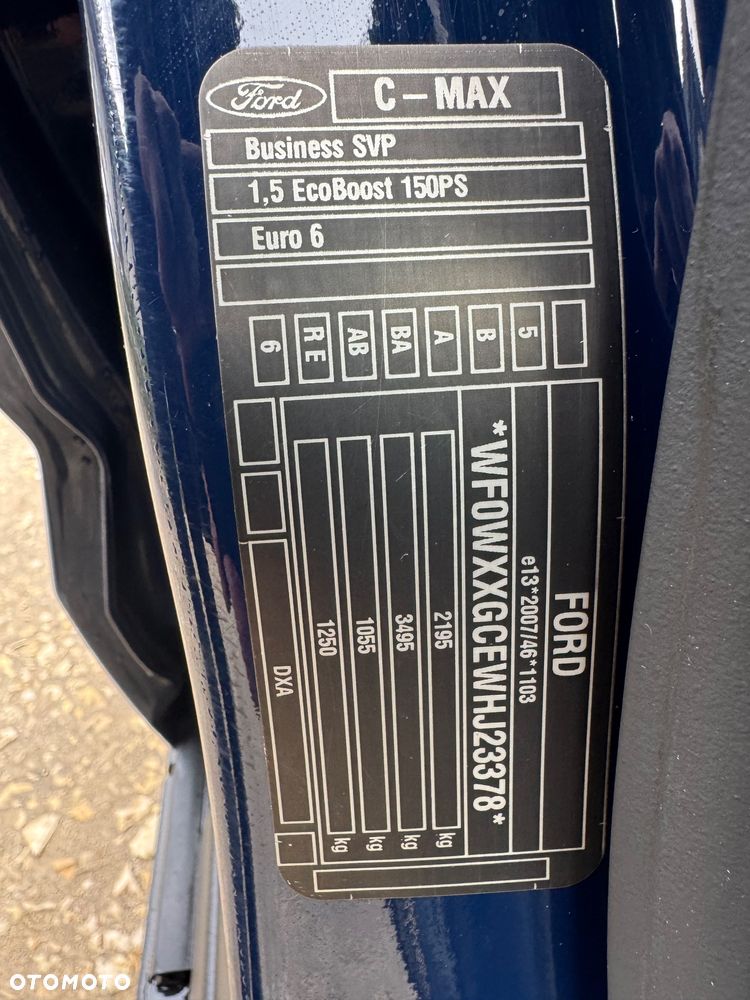 Ford
C - MAX
Business SVP
1,5 EcoBoost 150PS
Euro 6
6 RE AB BA A B 5
FORD
e13*2007/46*1103
*WF0WXXGCEWHJ23378*
2195 kg
3495 kg
1055 kg
1250 kg
DXA
OTOMOTO